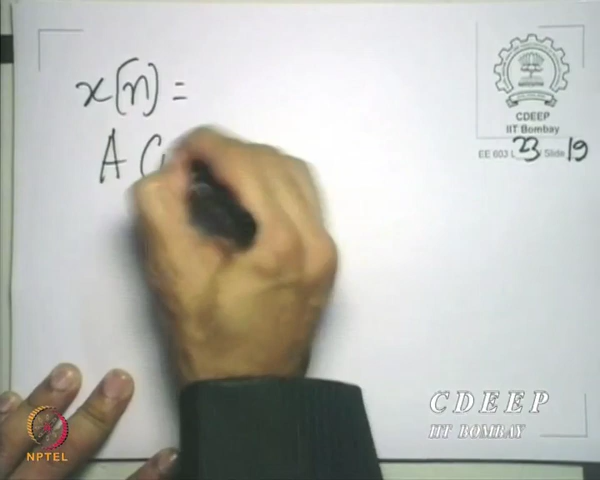 x[n] =
A C
CDEEP
IIT Bombay
EE 603 L 23 / Slide 19
CDEEP
IIT BOMBAY
NPTEL